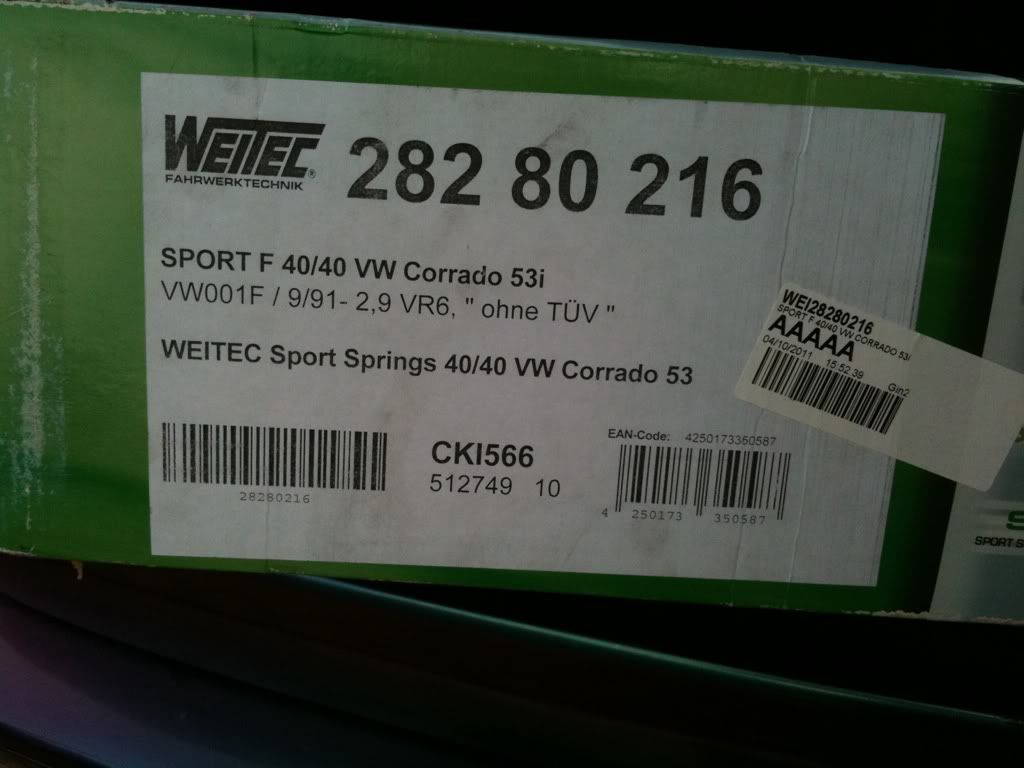 WEITEC®
FAHRWERKTECHNIK
282 80 216
SPORT F 40/40 VW Corrado 53i
VW001F / 9/91- 2,9 VR6, " ohne TÜV "
WEITEC Sport Springs 40/40 VW Corrado 53
28280216
CKI566
512749 10
EAN-Code: 4250173350587
4 250173 350587
WEI28280216
SPORT F 40/40 VW CORRADO 53i
AAAAA
04/10/2011 15:52:39 Gin2
S
SPORT S